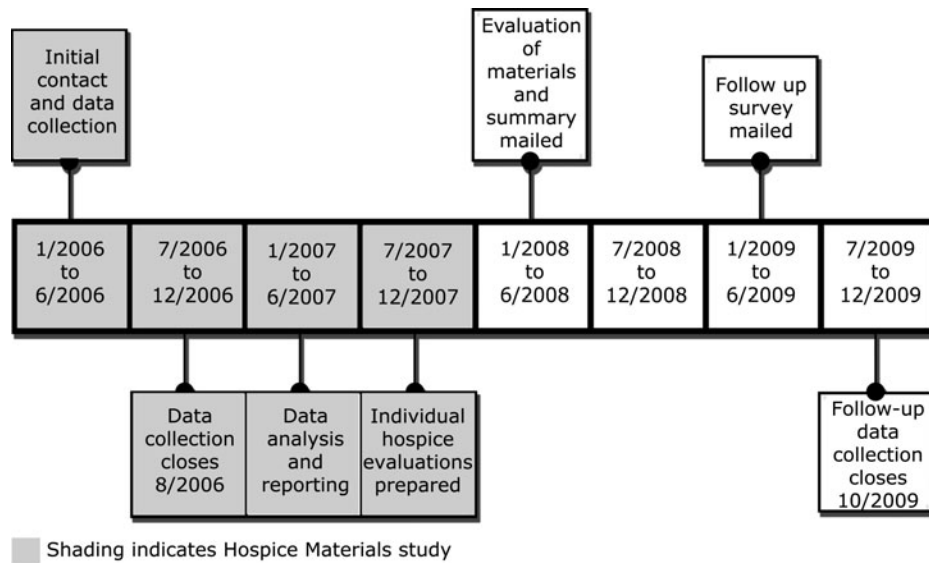 Initial
contact
and data
collection
Evaluation
of
materials
and
summary
mailed
Follow up
survey
mailed
1/2006
to
6/2006
7/2006
to
12/2006
1/2007
to
6/2007
7/2007
to
12/2007
1/2008
to
6/2008
7/2008
to
12/2008
1/2009
to
6/2009
7/2009
to
12/2009
Data
collection
closes
8/2006
Data
analysis
and
reporting
Individual
hospice
evaluations
prepared
Follow-up
data
collection
closes
10/2009
Shading indicates Hospice Materials study